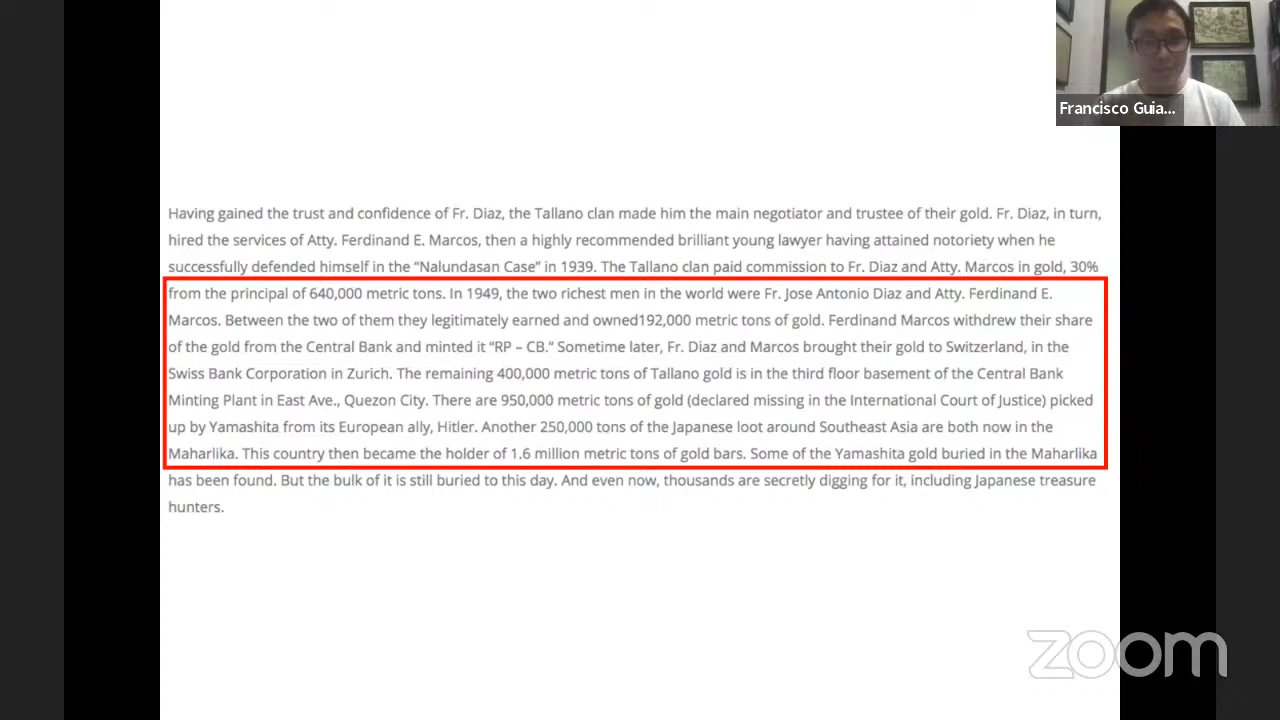 Francisco Guia...
Having gained the trust and confidence of Fr. Diaz, the Tallano clan made him the main negotiator and trustee of their gold. Fr. Diaz, in turn,
hired the services of Atty. Ferdinand E. Marcos, then a highly recommended brilliant young lawyer having attained notoriety when he
successfully defended himself in the “Nalundasan Case” in 1939. The Tallano clan paid commission to Fr. Diaz and Atty. Marcos in gold, 30%
from the principal of 640,000 metric tons. In 1949, the two richest men in the world were Fr. Jose Antonio Diaz and Atty. Ferdinand E.
Marcos. Between the two of them they legitimately earned and owned192,000 metric tons of gold. Ferdinand Marcos withdrew their share
of the gold from the Central Bank and minted it “RP – CB.” Sometime later, Fr. Diaz and Marcos brought their gold to Switzerland, in the
Swiss Bank Corporation in Zurich. The remaining 400,000 metric tons of Tallano gold is in the third floor basement of the Central Bank
Minting Plant in East Ave., Quezon City. There are 950,000 metric tons of gold (declared missing in the International Court of Justice) picked
up by Yamashita from its European ally, Hitler. Another 250,000 tons of the Japanese loot around Southeast Asia are both now in the
Maharlika. This country then became the holder of 1.6 million metric tons of gold bars. Some of the Yamashita gold buried in the Maharlika
has been found. But the bulk of it is still buried to this day. And even now, thousands are secretly digging for it, including Japanese treasure
hunters.
zoom